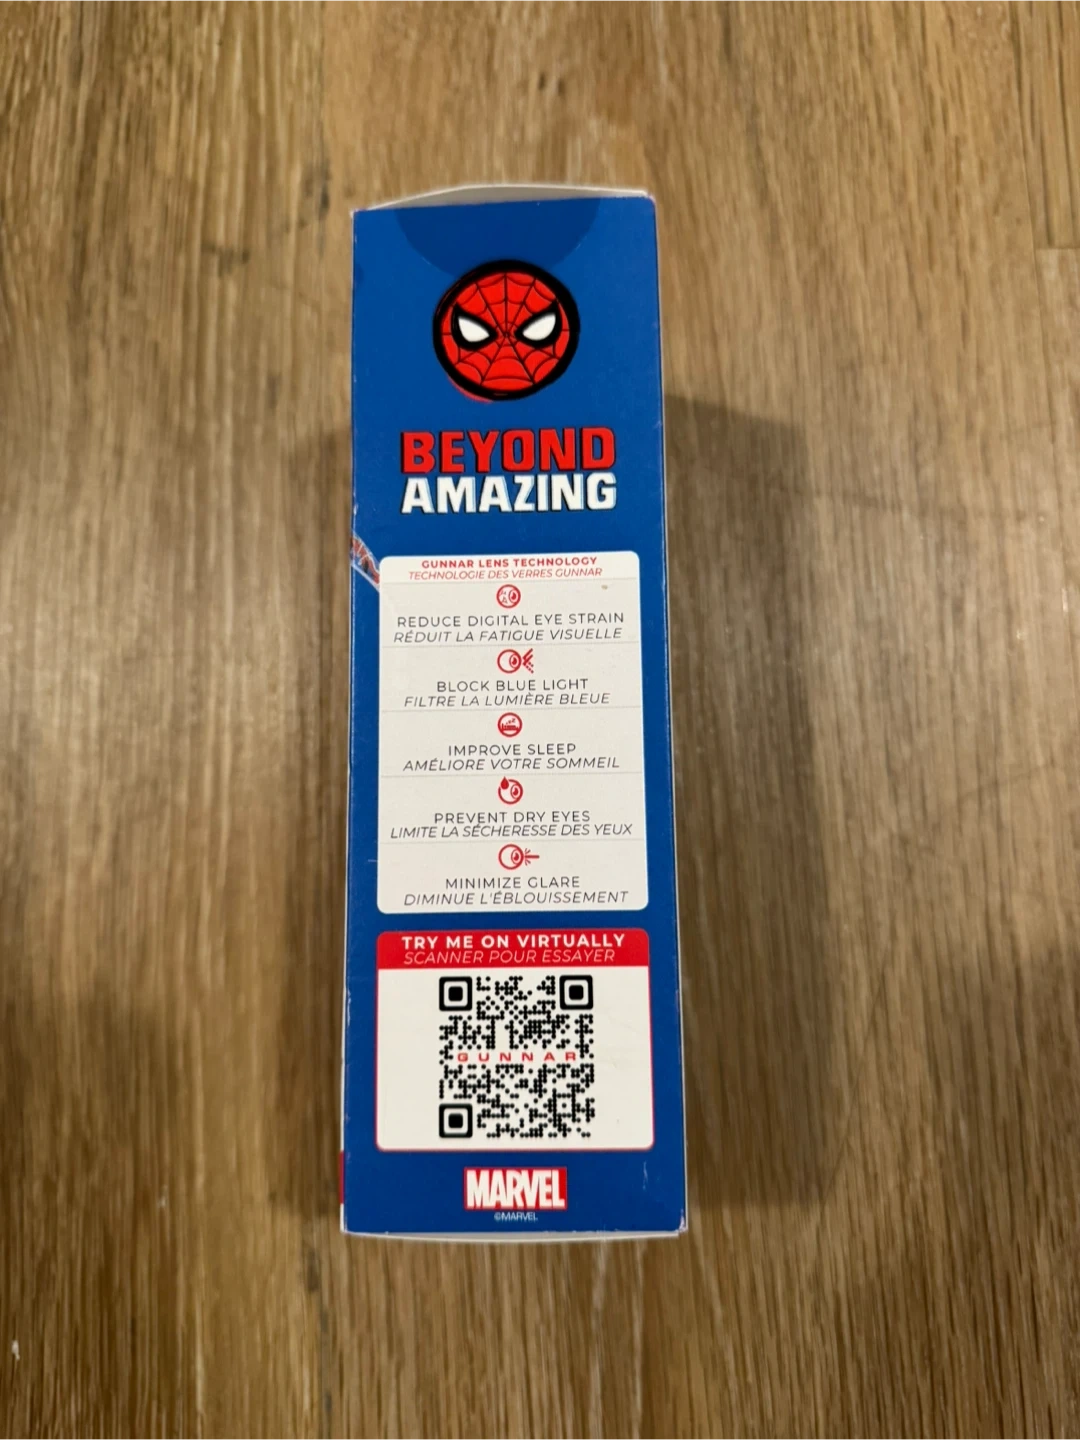 BEYOND
AMAZING
GUNNAR LENS TECHNOLOGY
TECHNOLOGIE DES VERRES GUNNAR
REDUCE DIGITAL EYE STRAIN
RÉDUIT LA FATIGUE VISUELLE
BLOCK BLUE LIGHT
FILTRE LA LUMIÈRE BLEUE
IMPROVE SLEEP
AMÉLIORE VOTRE SOMMEIL
PREVENT DRY EYES
LIMITE LA SÉCHERESSE DES YEUX
MINIMIZE GLARE
DIMINUE L'ÉBLOUISSEMENT
TRY ME ON VIRTUALLY
SCANNER POUR ESSAYER
GUNNAR
MARVEL
©MARVEL